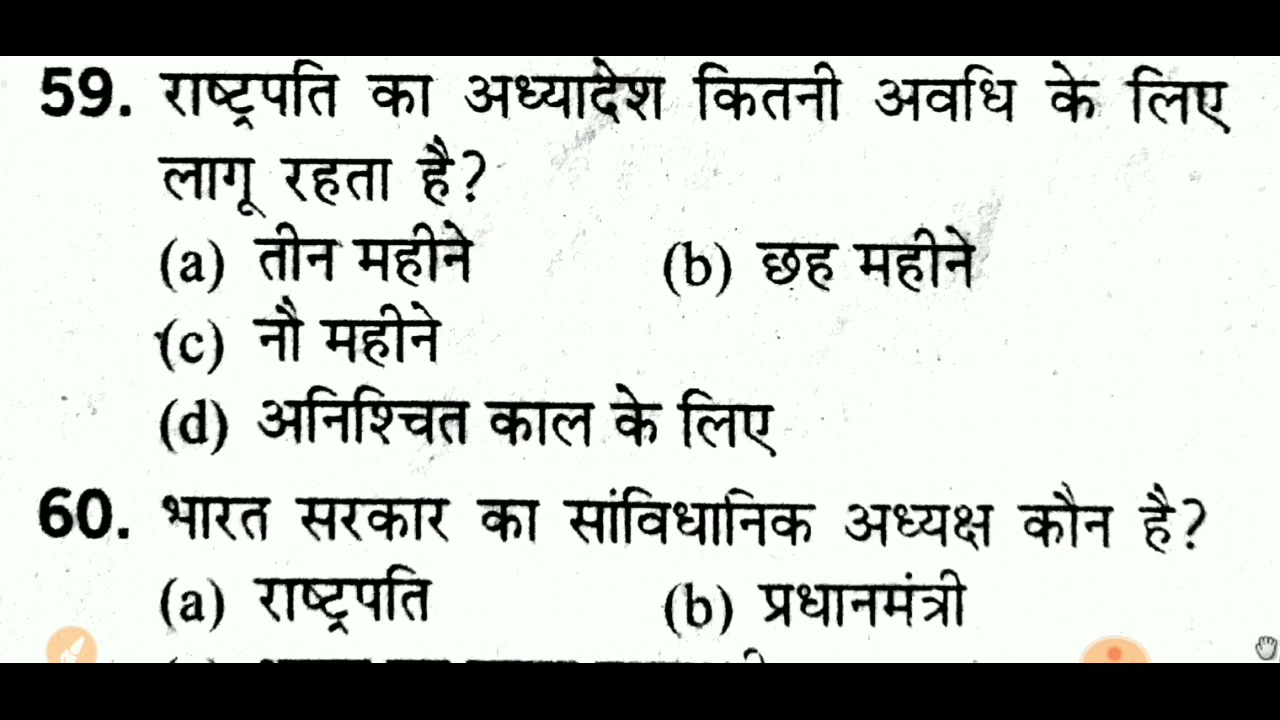 59. राष्ट्रपति का अध्यादेश कितनी अवधि के लिए
लागू रहता है?
(a) तीन महीने (b) छह महीने
(c) नौ महीने
(d) अनिश्चित काल के लिए
60. भारत सरकार का सांविधानिक अध्यक्ष कौन है?
(a) राष्ट्रपति (b) प्रधानमंत्री